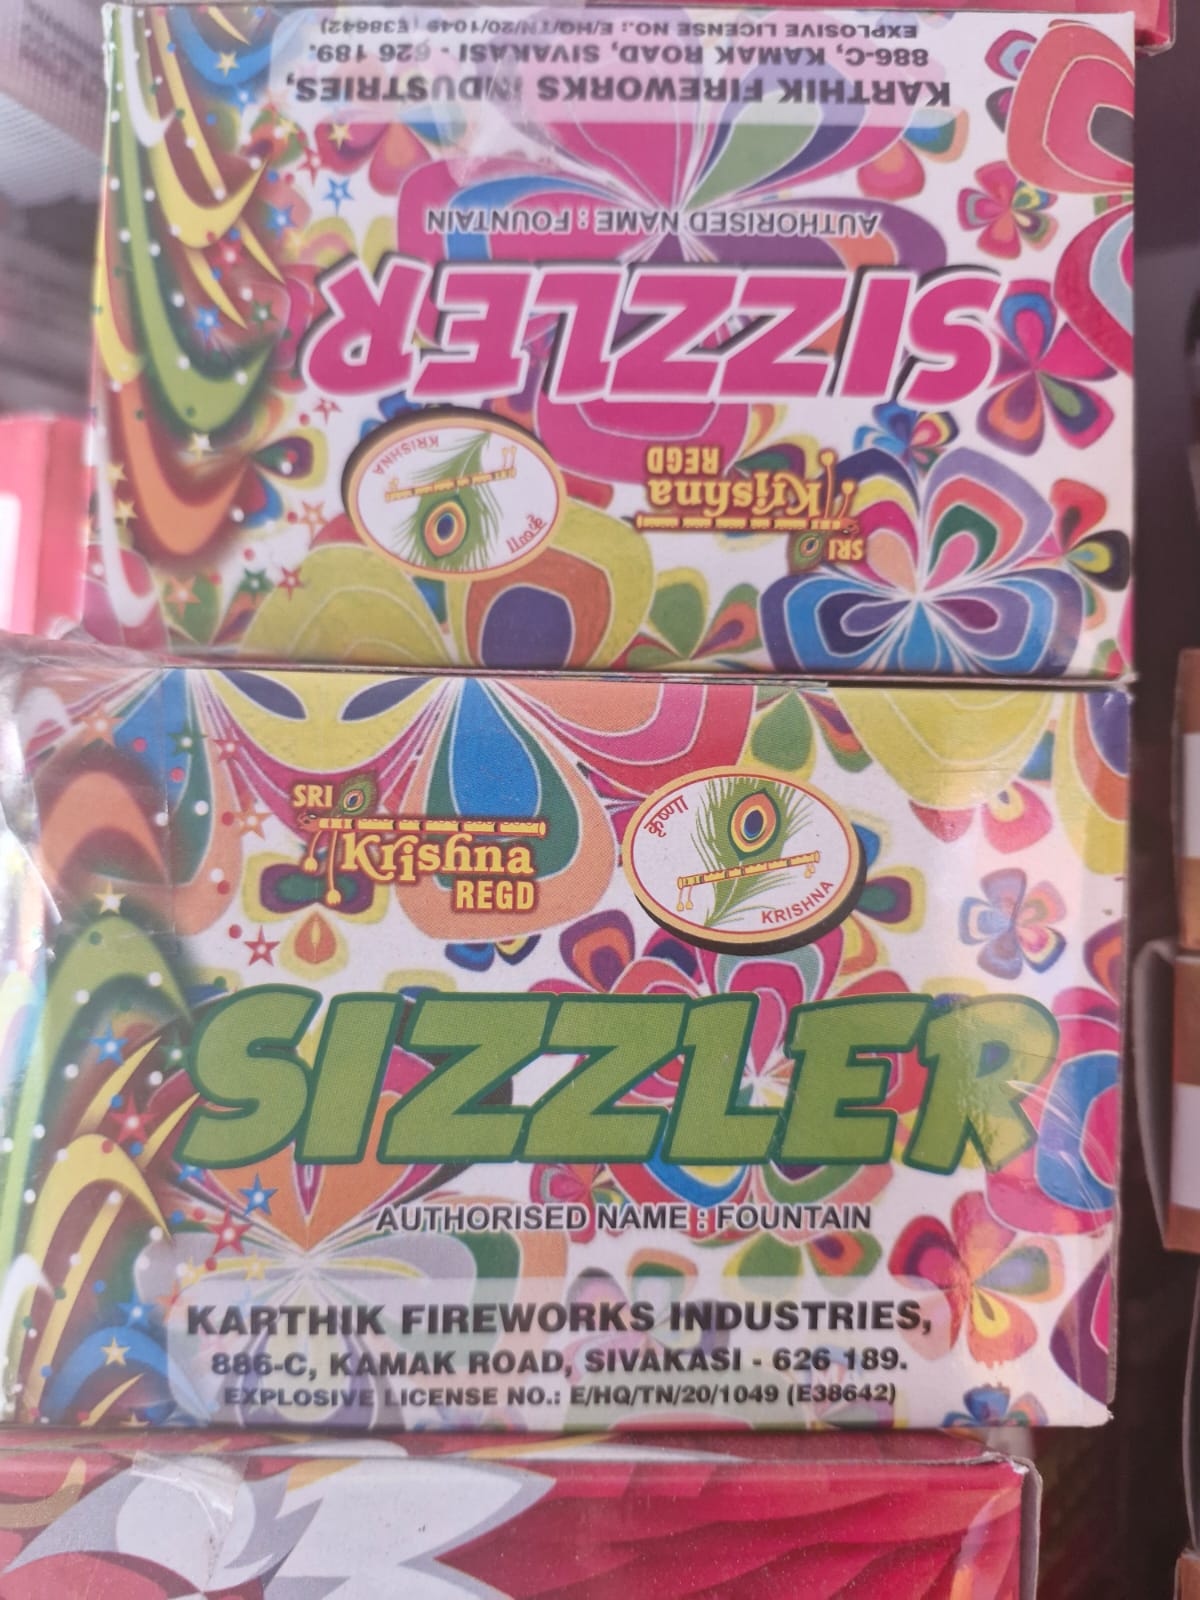 EXPLOSIVE LICENSE NO.: E/HQ/TN/20/1049 (E38642)
886-C, KAMAK ROAD, SIVAKASI - 626 189.
KARTHIK FIREWORKS INDUSTRIES,
AUTHORISED NAME : FOUNTAIN
SIZZLER
KRISHNA
कृष्णा
SRI
Krishna
REGD
SRI
Krishna
REGD
कृष्णा
KRISHNA
SIZZLER
AUTHORISED NAME : FOUNTAIN
KARTHIK FIREWORKS INDUSTRIES,
886-C, KAMAK ROAD, SIVAKASI - 626 189.
EXPLOSIVE LICENSE NO.: E/HQ/TN/20/1049 (E38642)